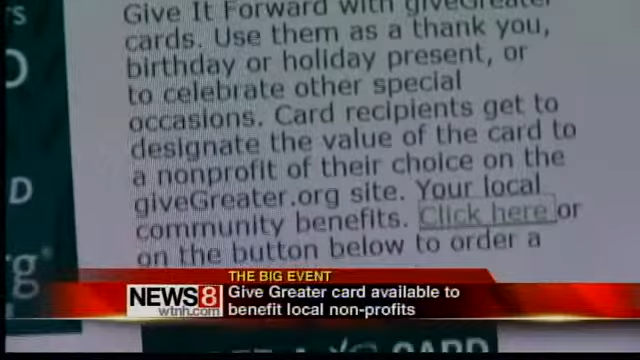 Give It Forward with giveGreater
cards. Use them as a thank you,
birthday or holiday present, or
to celebrate other special
occasions. Card recipients get to
designate the value of the card to
a nonprofit of their choice on the
giveGreater.org site. Your local
community benefits. Click here or
on the button below to order a
THE BIG EVENT
NEWS 8
wtnh.com
Give Greater card available to
benefit local non-profits
CARD